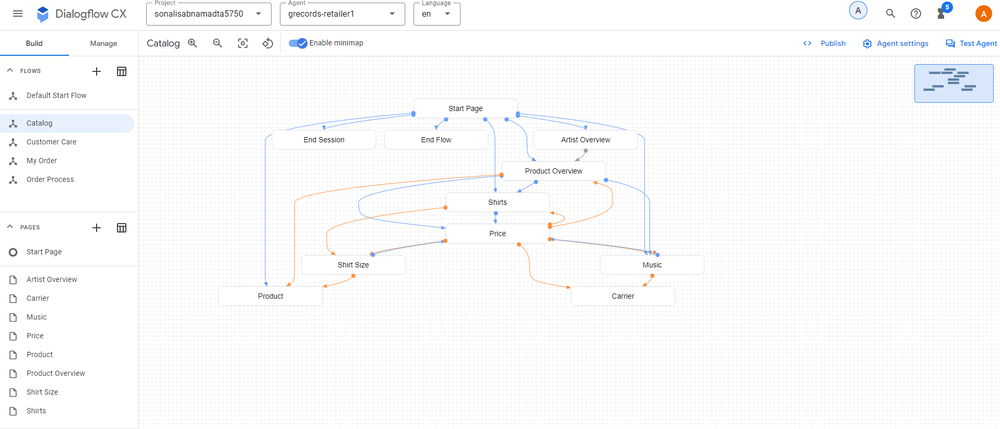 Dialogflow CX
Project
sonalisabnamadta5750
Agent
grecords-retailer1
Language
en
A
5
A
Build
Manage
Catalog
Enable minimap
Publish
Agent settings
Test Agent
FLOWS
Default Start Flow
Catalog
Customer Care
My Order
Order Process
PAGES
Start Page
Artist Overview
Carrier
Music
Price
Product
Product Overview
Shirt Size
Shirts
Start Page
End Session
End Flow
Artist Overview
Product Overview
Shirts
Price
Shirt Size
Music
Product
Carrier